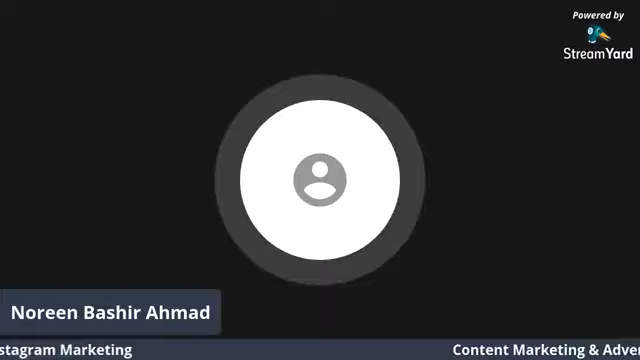 Powered by
StreamYard
Noreen Bashir Ahmad
stagram Marketing
Content Marketing & Adver